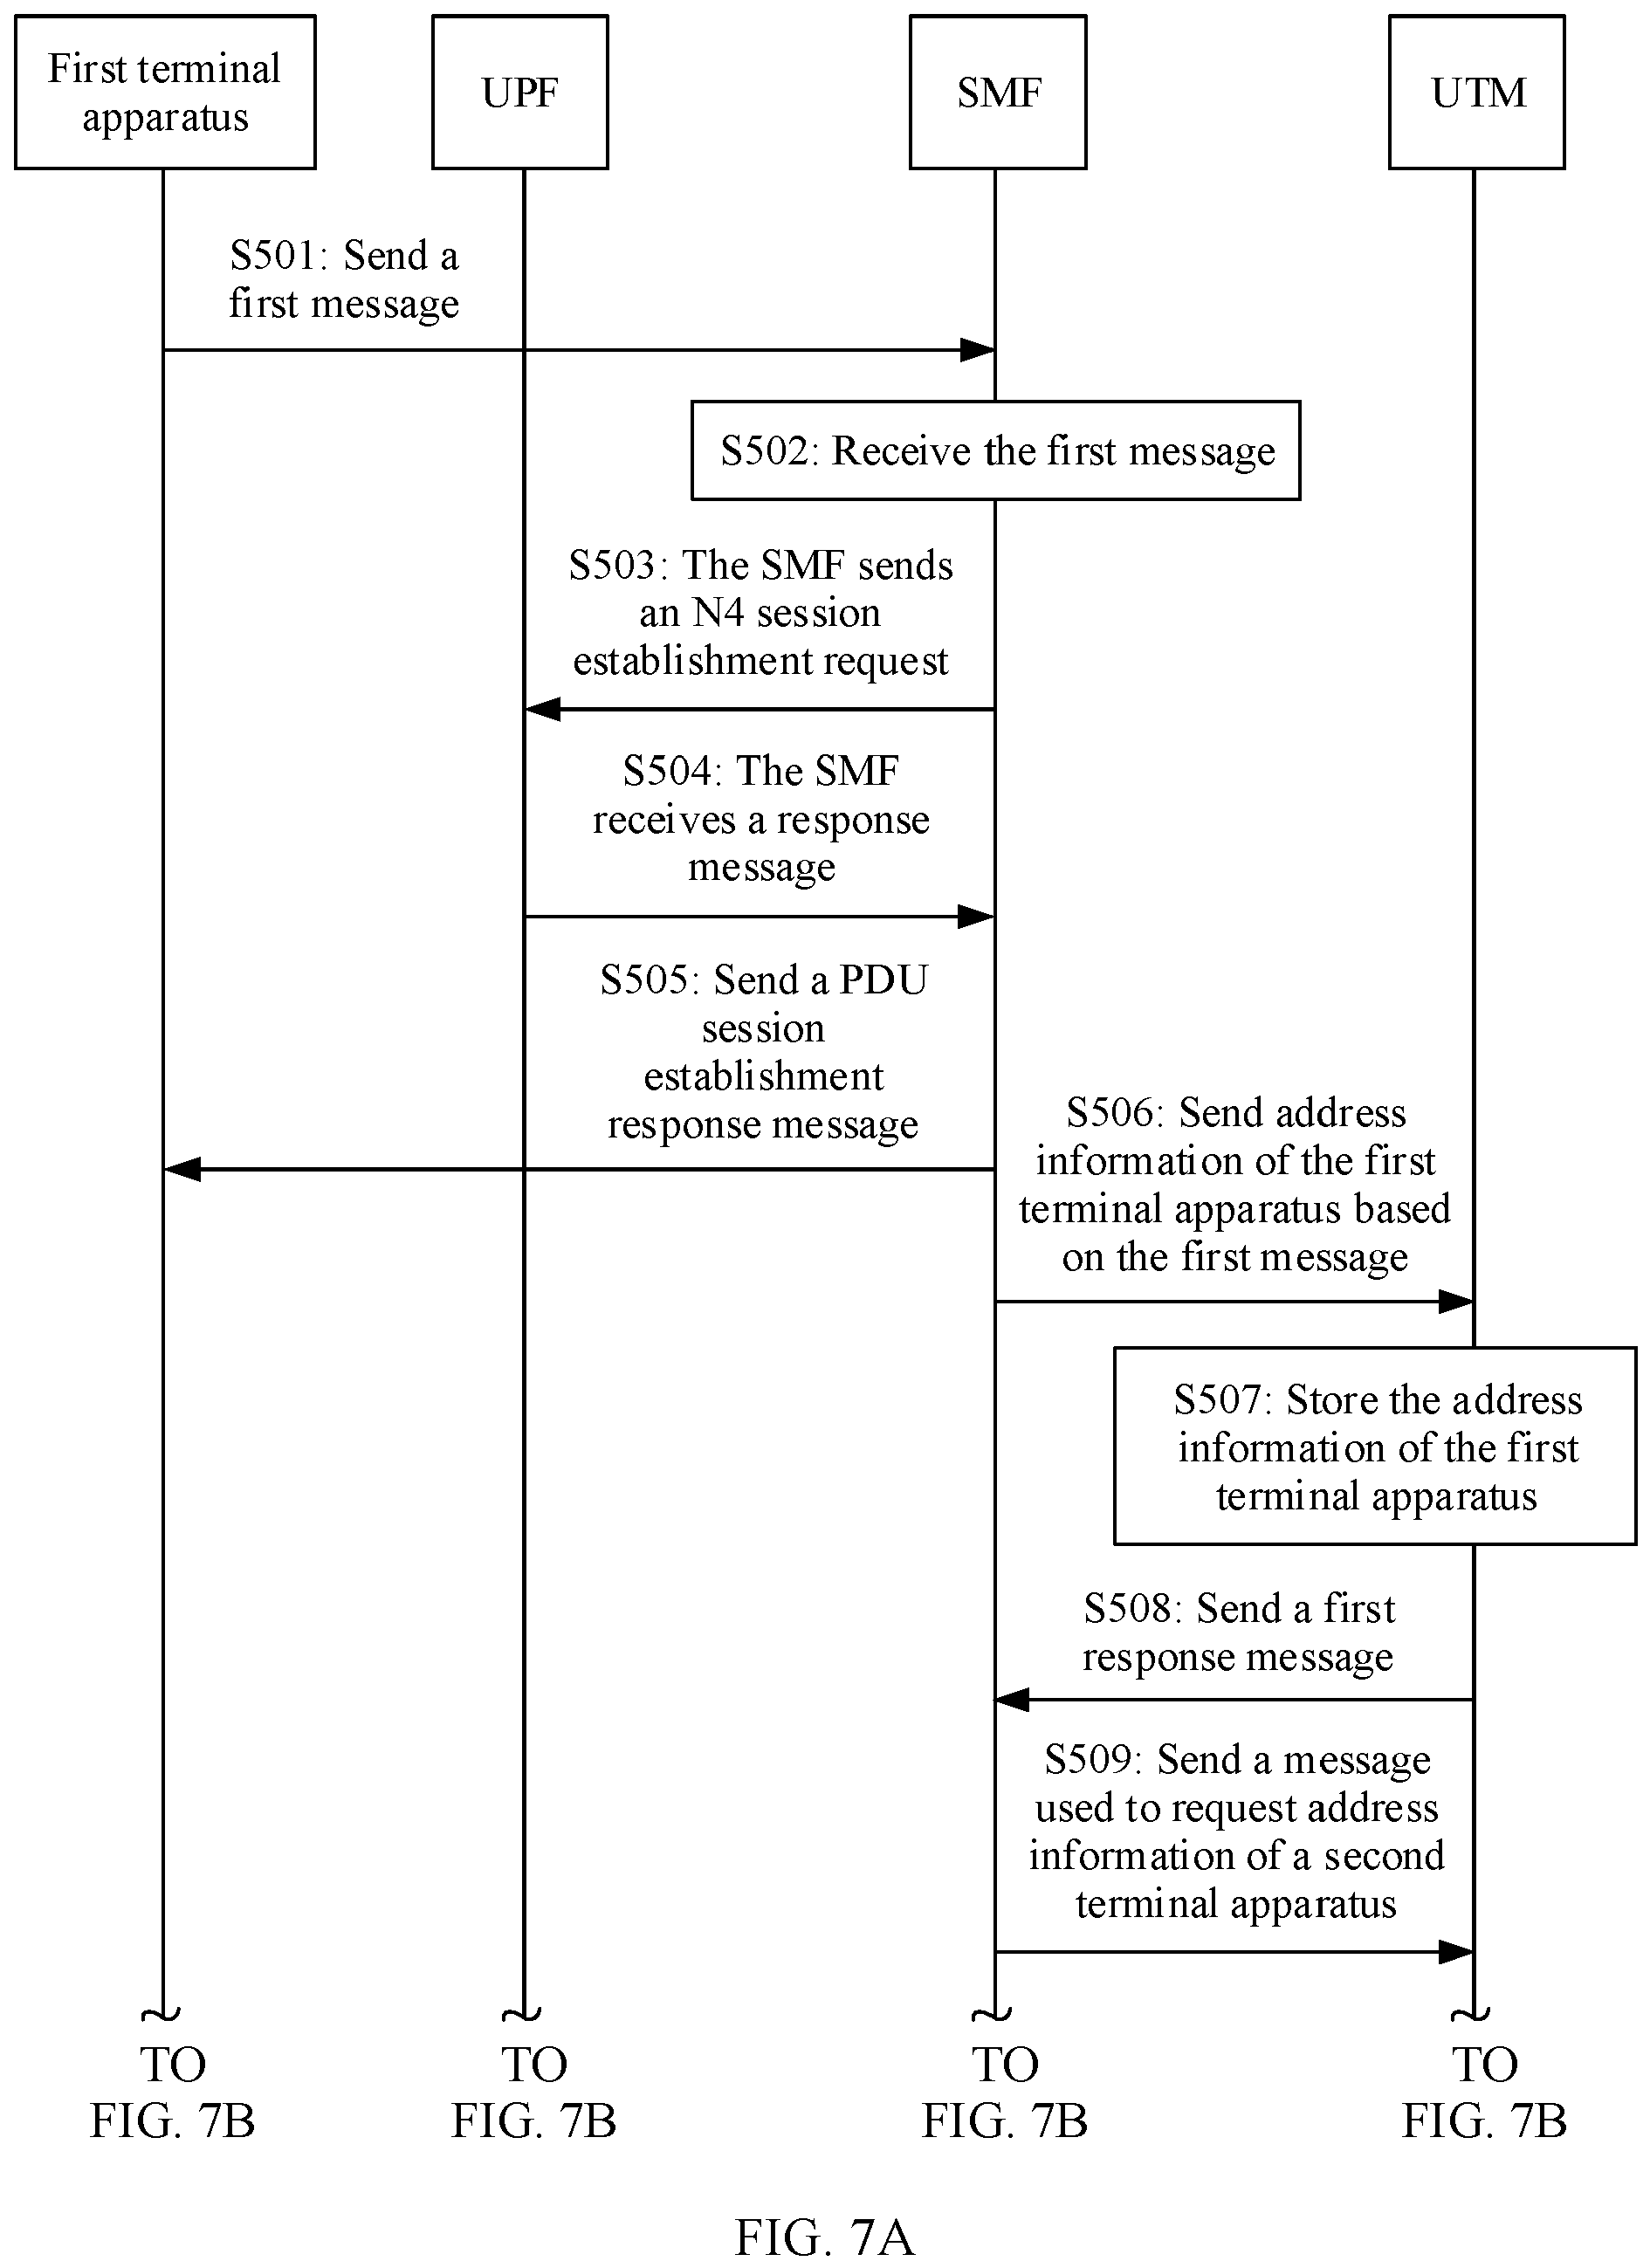 First terminal
apparatus
UPF
SMF
UTM
S501: Send a
first message
S502: Receive the first message
S503: The SMF sends
an N4 session
establishment request
S504: The SMF
receives a response
message
S505: Send a PDU
session
establishment
response message
S506: Send address
information of the first
terminal apparatus based
on the first message
S507: Store the address
information of the first
terminal apparatus
S508: Send a first
response message
S509: Send a message
used to request address
information of a second
terminal apparatus
TO
FIG. 7B
TO
FIG. 7B
TO
FIG. 7B
TO
FIG. 7B
FIG. 7A